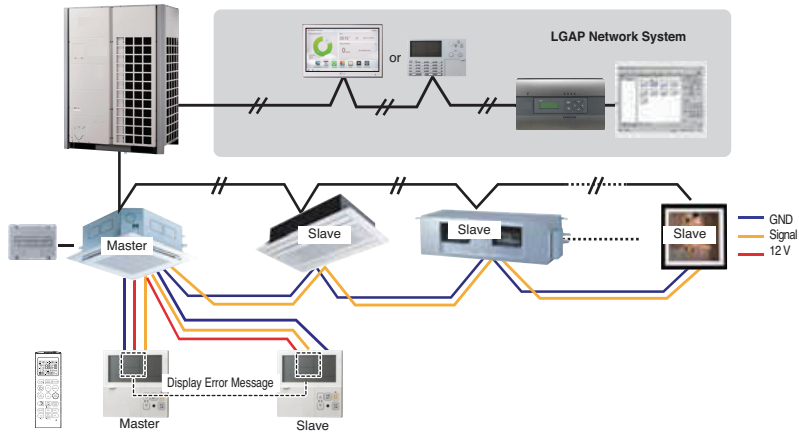 LGAP Network System
or
Master
Slave
Slave
Slave
GND
Signal
12 V
Display Error Message
Master
Slave